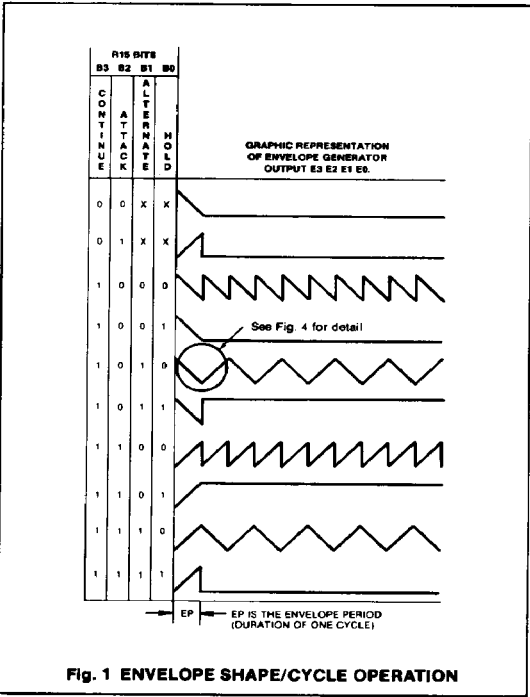 R15 BITS
B3 B2 B1 B0
CONTINUE
ATTACK
ALTERNATE
HOLD
GRAPHIC REPRESENTATION
OF ENVELOPE GENERATOR
OUTPUT E3 E2 E1 E0.
0 0 X X
0 1 X X
1 0 0 0
1 0 0 1
See Fig. 4 for detail
1 0 1 0
1 0 1 1
1 1 0 0
1 1 0 1
1 1 1 0
1 1 1 1
EP
EP IS THE ENVELOPE PERIOD
(DURATION OF ONE CYCLE)
Fig. 1 ENVELOPE SHAPE/CYCLE OPERATION